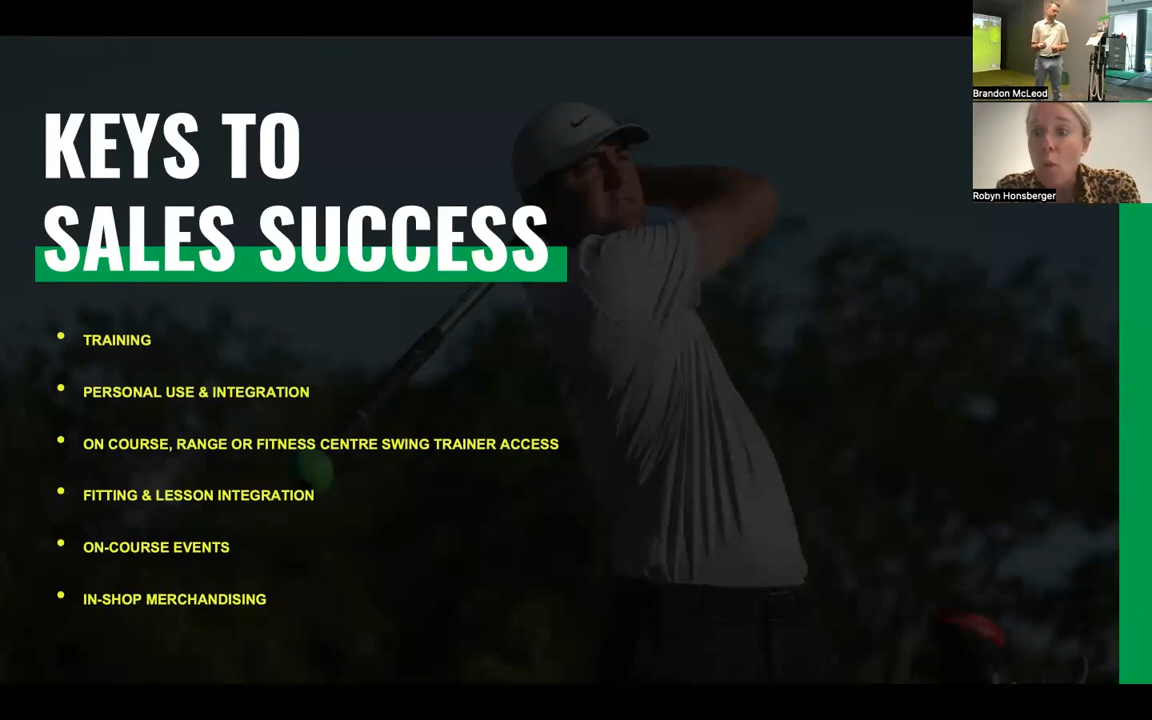 KEYS TO
SALES SUCCESS
• TRAINING
• PERSONAL USE & INTEGRATION
• ON COURSE, RANGE OR FITNESS CENTRE SWING TRAINER ACCESS
• FITTING & LESSON INTEGRATION
• ON-COURSE EVENTS
• IN-SHOP MERCHANDISING
Brandon McLeod
Robyn Honsberger